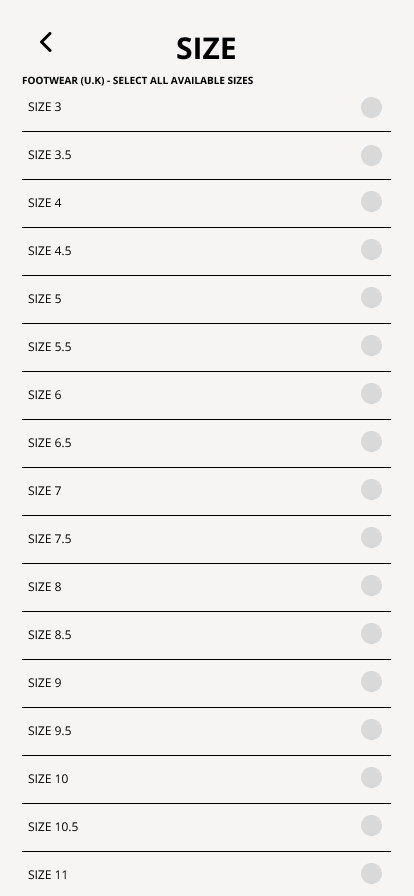 SIZE
FOOTWEAR (U.K) - SELECT ALL AVAILABLE SIZES
SIZE 3
SIZE 3.5
SIZE 4
SIZE 4.5
SIZE 5
SIZE 5.5
SIZE 6
SIZE 6.5
SIZE 7
SIZE 7.5
SIZE 8
SIZE 8.5
SIZE 9
SIZE 9.5
SIZE 10
SIZE 10.5
SIZE 11